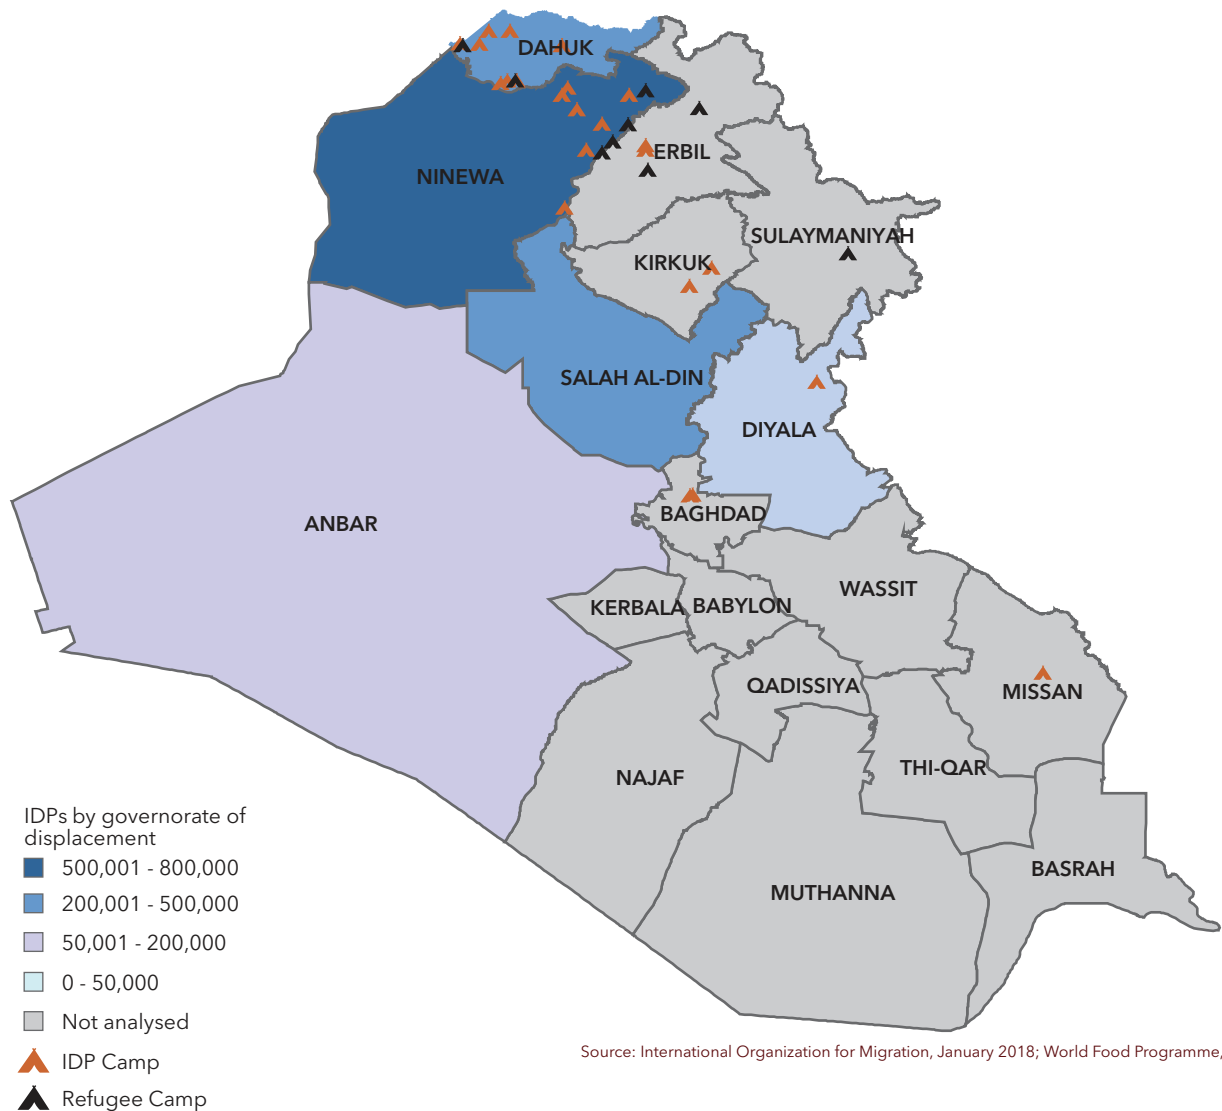 DAHUK
ERBIL
NINEWA
SULAYMANIYAH
KIRKUK
SALAH AL-DIN
DIYALA
BAGHDAD
ANBAR
WASSIT
KERBALA
BABYLON
QADISSIYA
MISSAN
NAJAF
THI-QAR
BASRAH
MUTHANNA
IDPs by governorate of
displacement
500,001 - 800,000
200,001 - 500,000
50,001 - 200,000
0 - 50,000
Not analysed
IDP Camp
Refugee Camp
Source: International Organization for Migration, January 2018; World Food Programme,